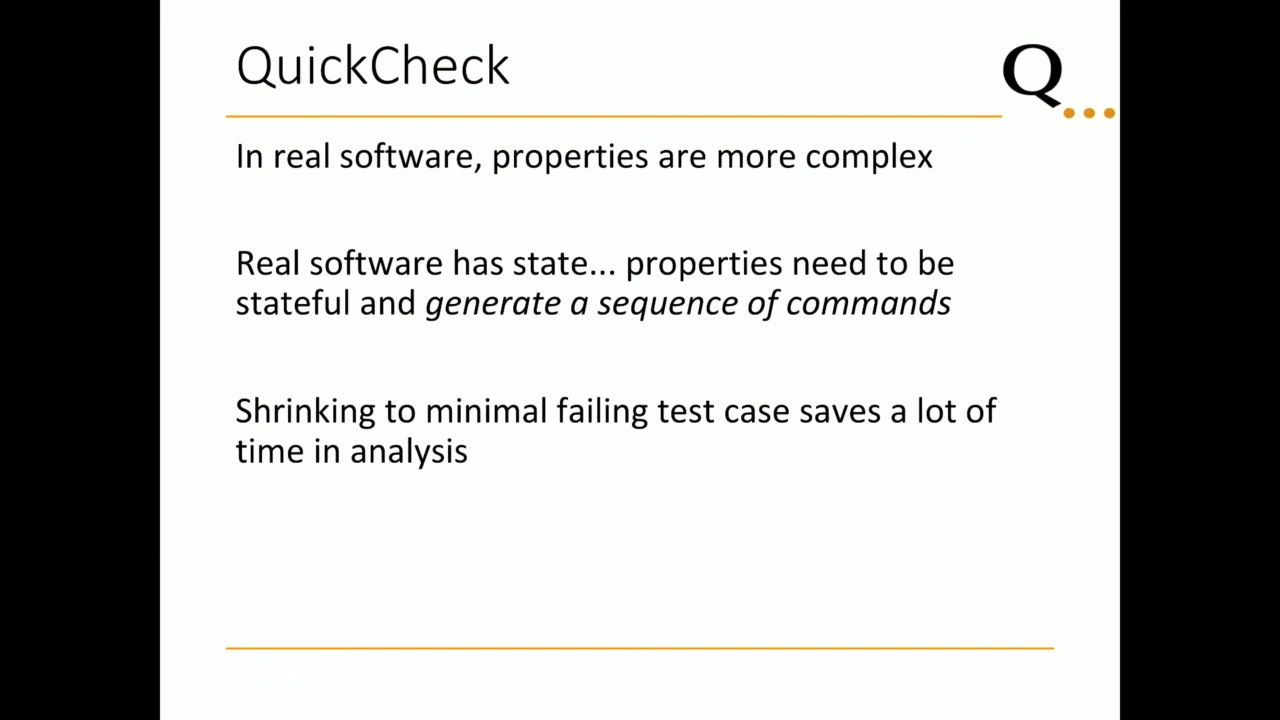 QuickCheck
Q...
In real software, properties are more complex
Real software has state... properties need to be
stateful and generate a sequence of commands
Shrinking to minimal failing test case saves a lot of
time in analysis